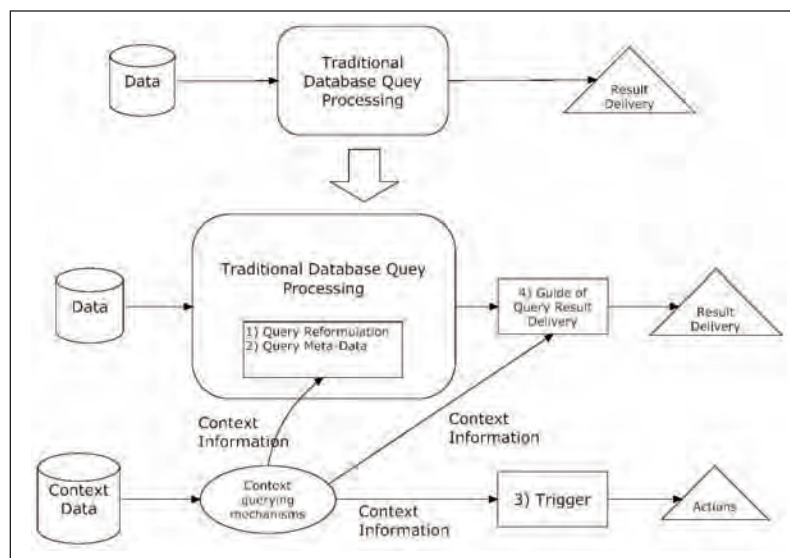 Data
Traditional
Database Quey
Processing
Result
Delivery
Traditional Database Quey
Processing
Data
1) Query Reformulation
2) Query Meta-Data
4) Guide of
Query Result
Delivery
Result
Delivery
Context
Information
Context
Information
Context
Data
Context
querying
mechanisms
Context
Information
3) Trigger
Actions